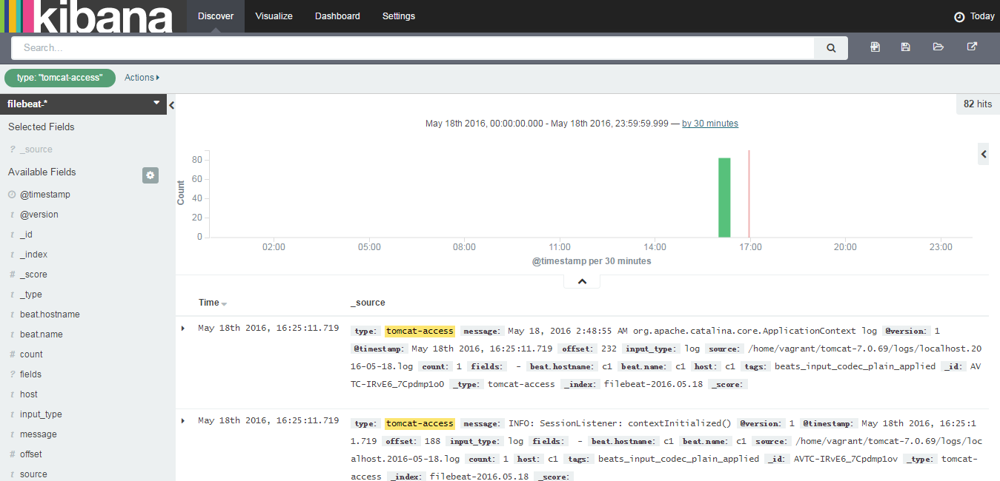 kibana Discover Visualize Dashboard Settings Today
Search...
type: "tomcat-access" Actions
filebeat-*
82 hits
Selected Fields
? _source
Available Fields
@timestamp
t @version
t _id
t _index
# _score
t _type
t beat.hostname
t beat.name
# count
? fields
t host
t input_type
t message
# offset
t source
May 18th 2016, 00:00:00.000 - May 18th 2016, 23:59:59.999 — by 30 minutes
Count
80
60
40
20
0
02:00 05:00 08:00 11:00 14:00 17:00 20:00 23:00
@timestamp per 30 minutes
Time _source
May 18th 2016, 16:25:11.719 type: tomcat-access message: May 18, 2016 2:48:55 AM org.apache.catalina.core.ApplicationContext log @version: 1
@timestamp: May 18th 2016, 16:25:11.719 offset: 232 input_type: log source: /home/vagrant/tomcat-7.0.69/logs/localhost.20
16-05-18.log count: 1 fields: - beat.hostname: c1 beat.name: c1 host: c1 tags: beats_input_codec_plain_applied _id: AV
TC-IRvE6_7Cpdmp1oO _type: tomcat-access _index: filebeat-2016.05.18 _score:
May 18th 2016, 16:25:11.719 type: tomcat-access message: INFO: SessionListener: contextInitialized() @version: 1 @timestamp: May 18th 2016, 16:25:1
1.719 offset: 188 input_type: log fields: - beat.hostname: c1 beat.name: c1 source: /home/vagrant/tomcat-7.0.69/logs/loc
alhost.2016-05-18.log count: 1 host: c1 tags: beats_input_codec_plain_applied _id: AVTC-IRvE6_7Cpdmp1ov _type: tomcat-
access _index: filebeat-2016.05.18 _score: